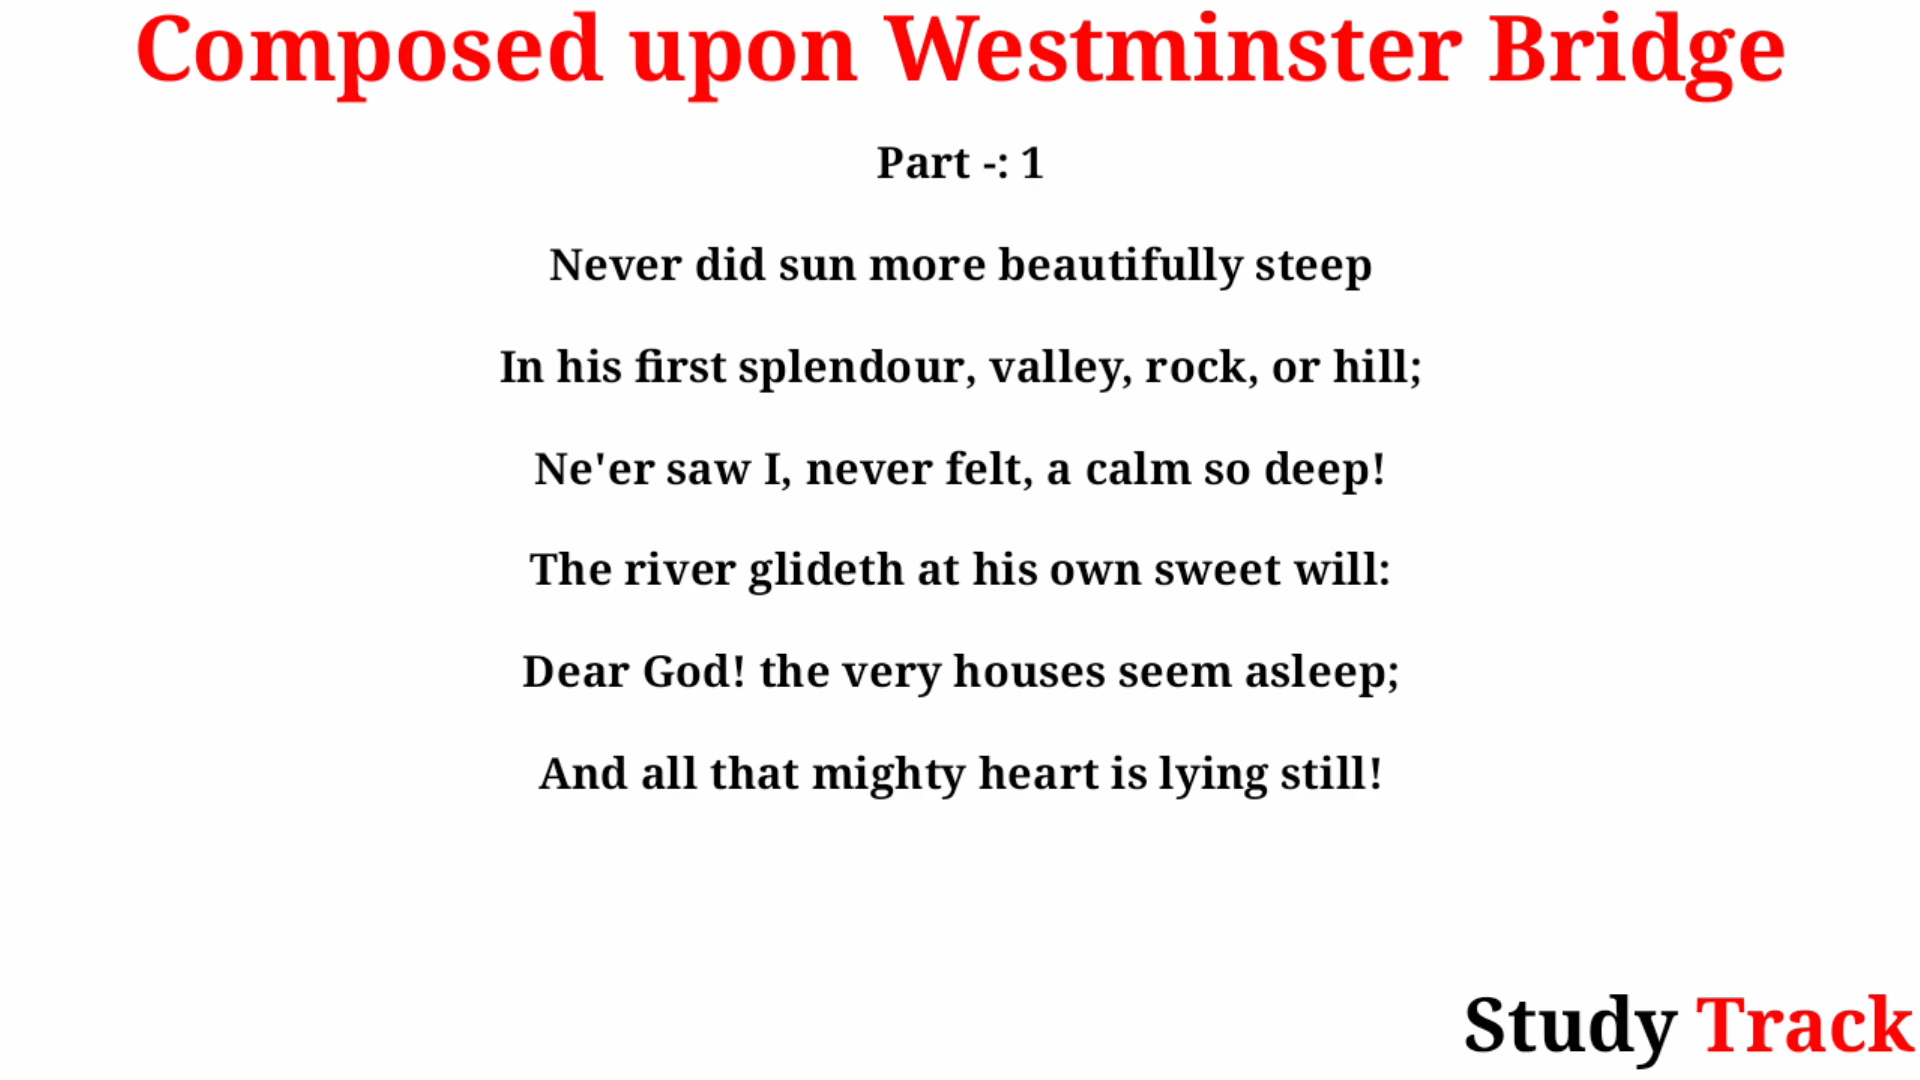 Composed upon Westminster Bridge
Part -: 1
Never did sun more beautifully steep
In his first splendour, valley, rock, or hill;
Ne'er saw I, never felt, a calm so deep!
The river glideth at his own sweet will:
Dear God! the very houses seem asleep;
And all that mighty heart is lying still!
Study Track